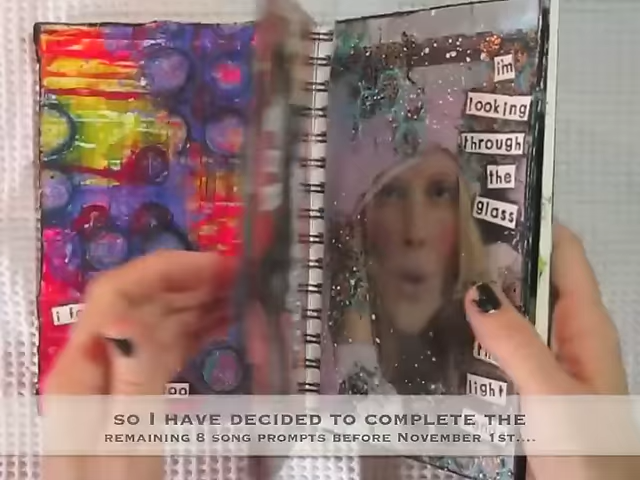 im
looking
through
the
glass
light
SO I HAVE DECIDED TO COMPLETE THE
REMAINING 8 SONG PROMPTS BEFORE NOVEMBER 1ST....